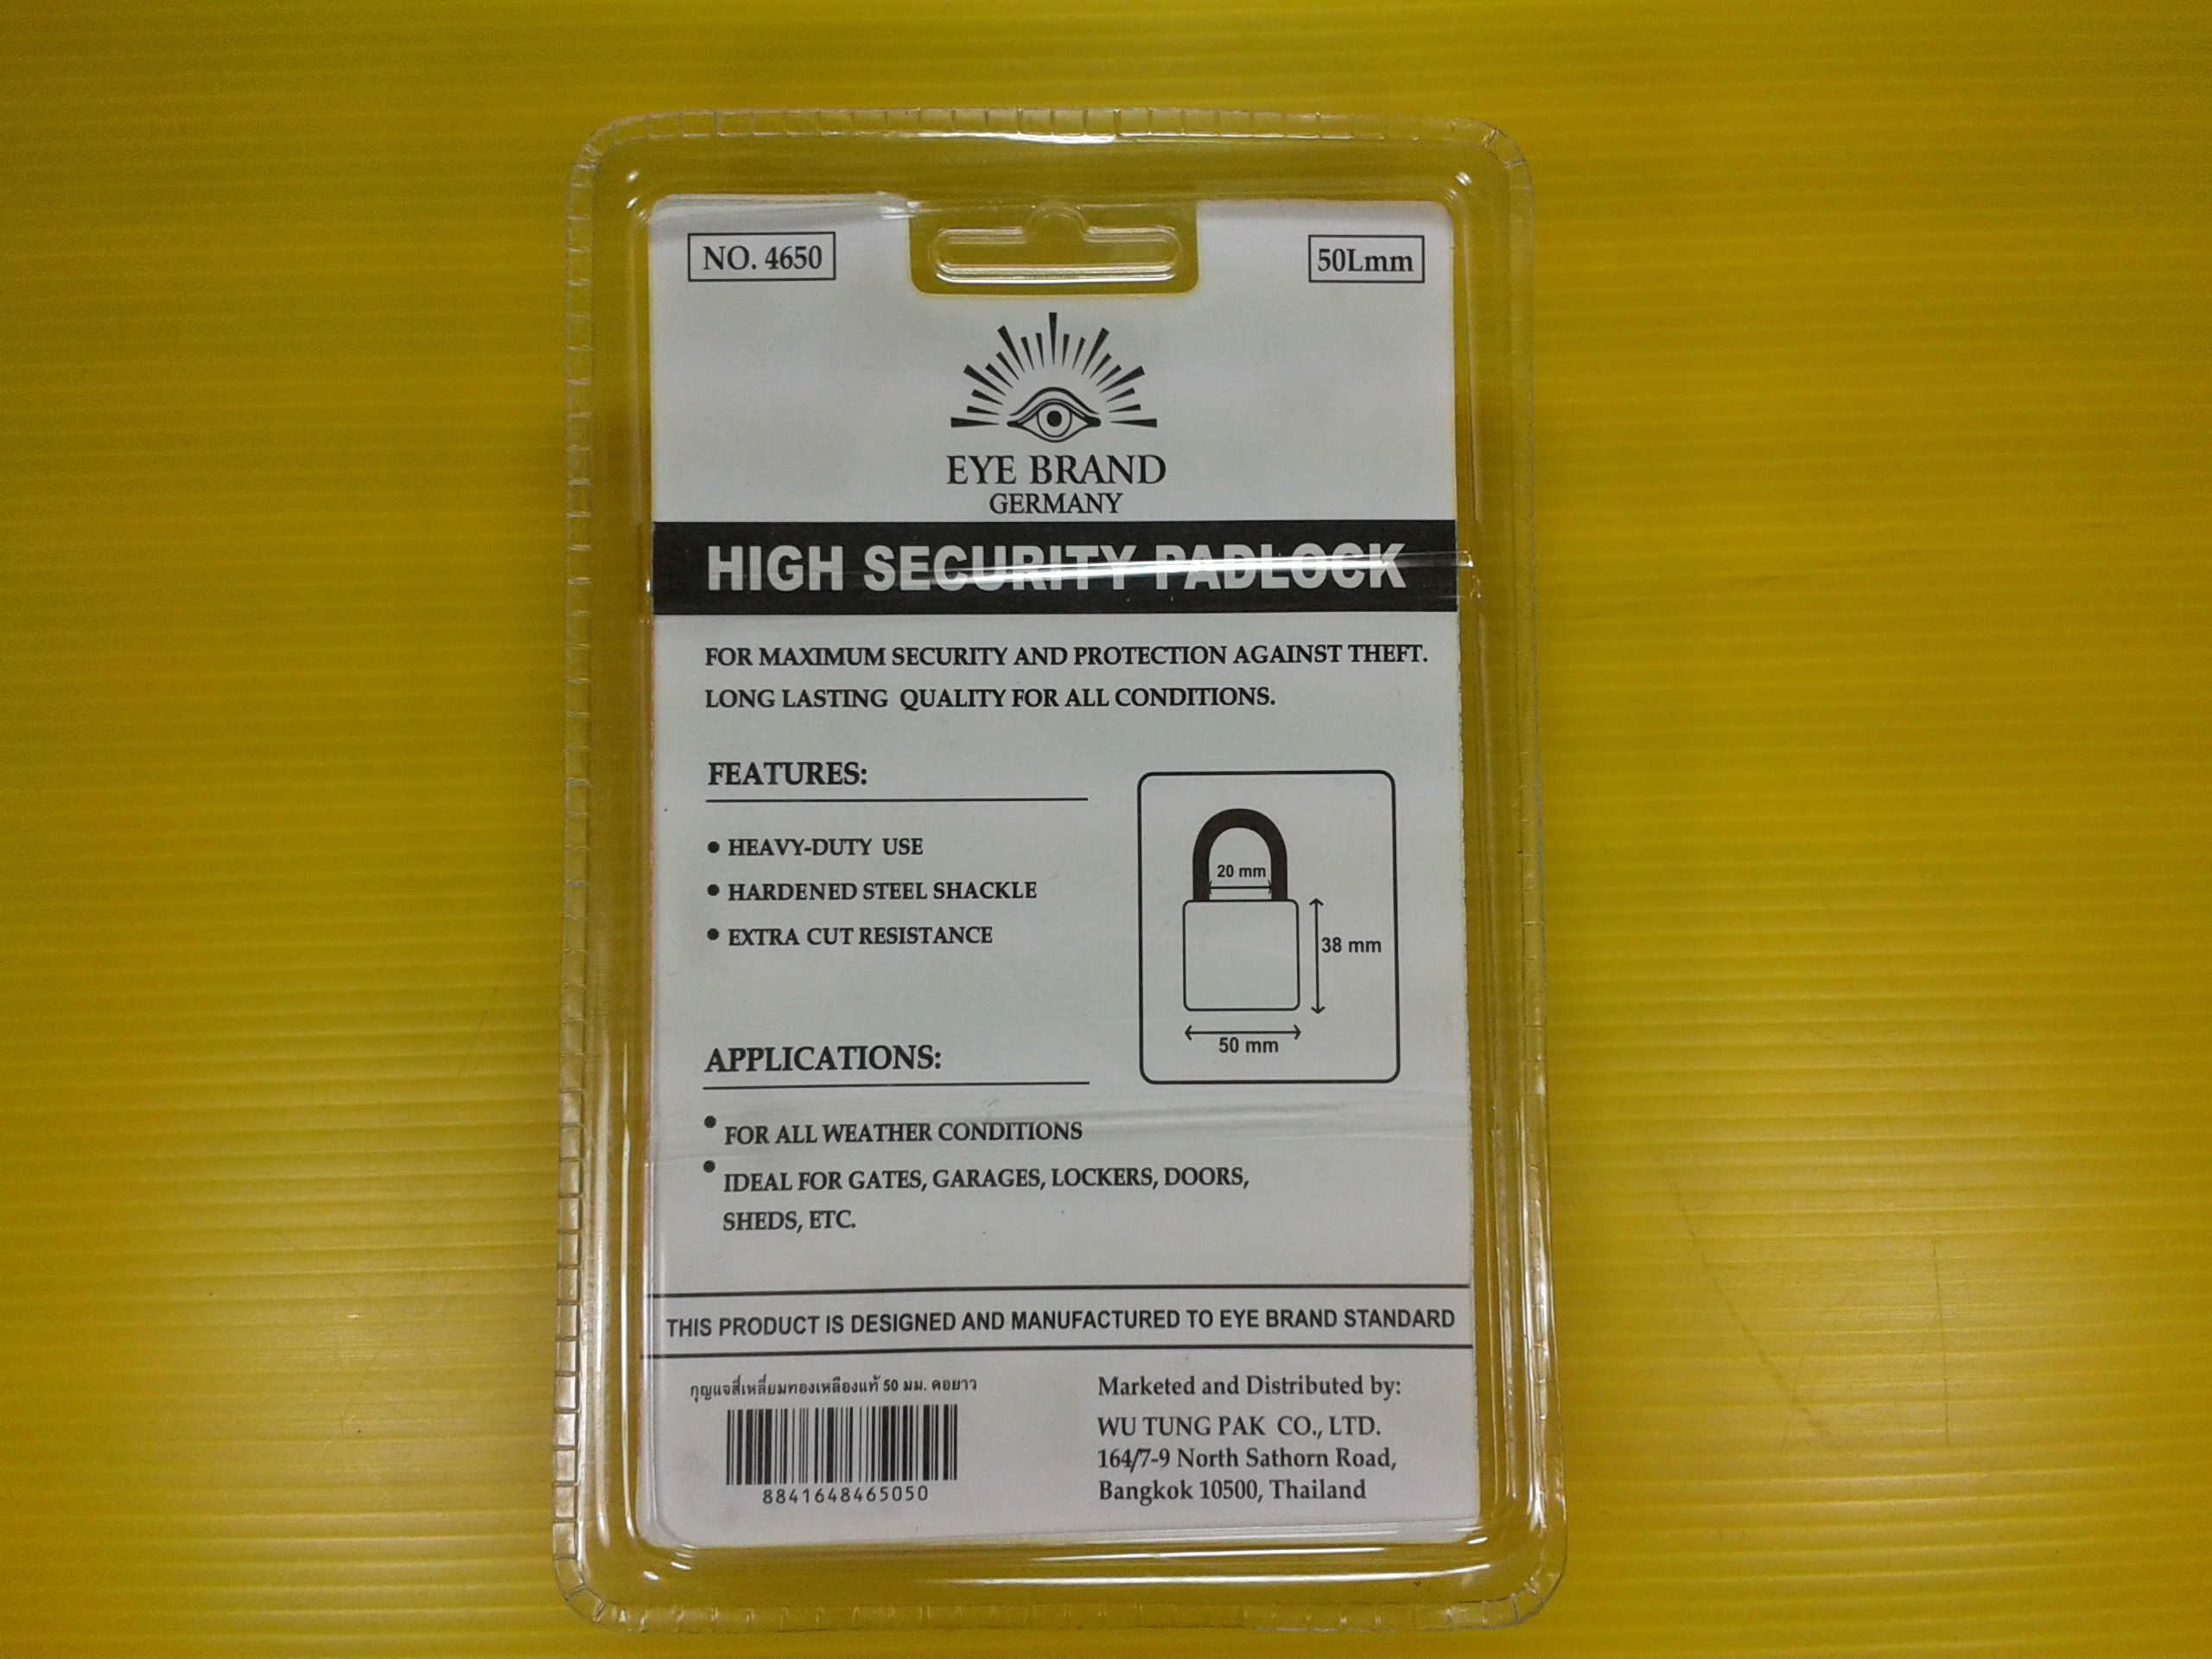 NO. 4650
50Lmm
EYE BRAND
GERMANY
HIGH SECURITY PADLOCK
FOR MAXIMUM SECURITY AND PROTECTION AGAINST THEFT.
LONG LASTING QUALITY FOR ALL CONDITIONS.
FEATURES:
• HEAVY-DUTY USE
• HARDENED STEEL SHACKLE
• EXTRA CUT RESISTANCE
20 mm
38 mm
50 mm
APPLICATIONS:
• FOR ALL WEATHER CONDITIONS
• IDEAL FOR GATES, GARAGES, LOCKERS, DOORS,
SHEDS, ETC.
THIS PRODUCT IS DESIGNED AND MANUFACTURED TO EYE BRAND STANDARD
กุญแจสี่เหลี่ยมทองเหลืองแท้ 50 มม. คอยาว
8841648465050
Marketed and Distributed by:
WU TUNG PAK CO., LTD.
164/7-9 North Sathorn Road,
Bangkok 10500, Thailand